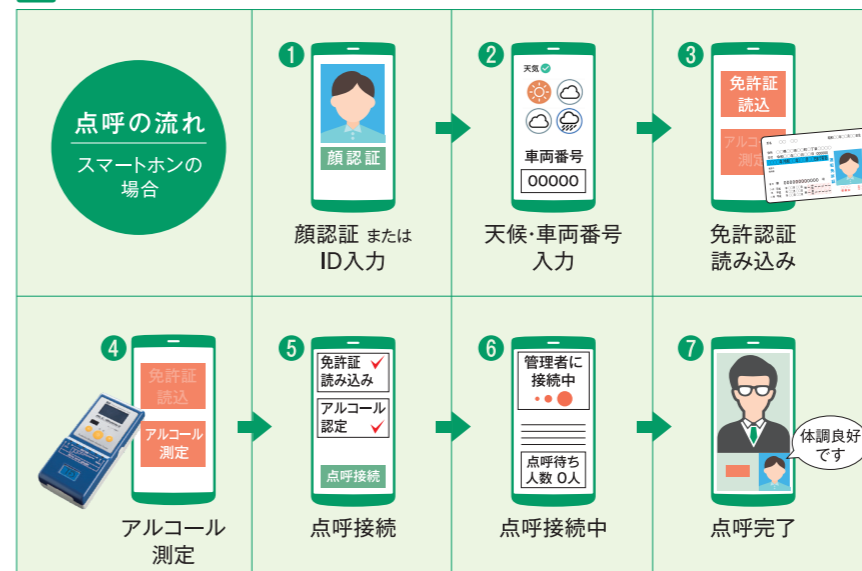 点呼の流れ
スマートホンの
場合
1
顔認証
顔認証 または
ID入力
2
天気
車両番号
00000
天候・車両番号
入力
3
免許証
読込
アルコ
測定
免許認証
読み込み
4
免許証
読込
アルコール
測定
アルコール
測定
5
免許証
読み込み
アルコール
認定
点呼接続
点呼接続
6
管理者に
接続中
点呼待ち
人数 0人
点呼接続中
7
体調良好
です
点呼完了